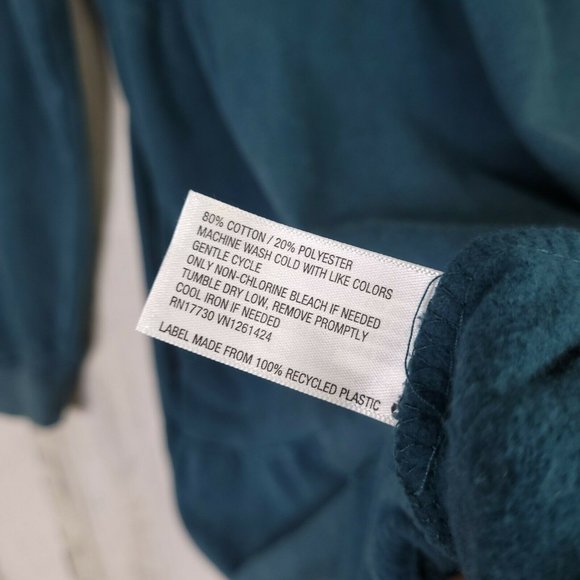 80% COTTON / 20% POLYESTER
MACHINE WASH COLD WITH LIKE COLORS
GENTLE CYCLE
ONLY NON-CHLORINE BLEACH IF NEEDED
TUMBLE DRY LOW, REMOVE PROMPTLY
COOL IRON IF NEEDED
RN17730 VN1261424
LABEL MADE FROM 100% RECYCLED PLASTIC